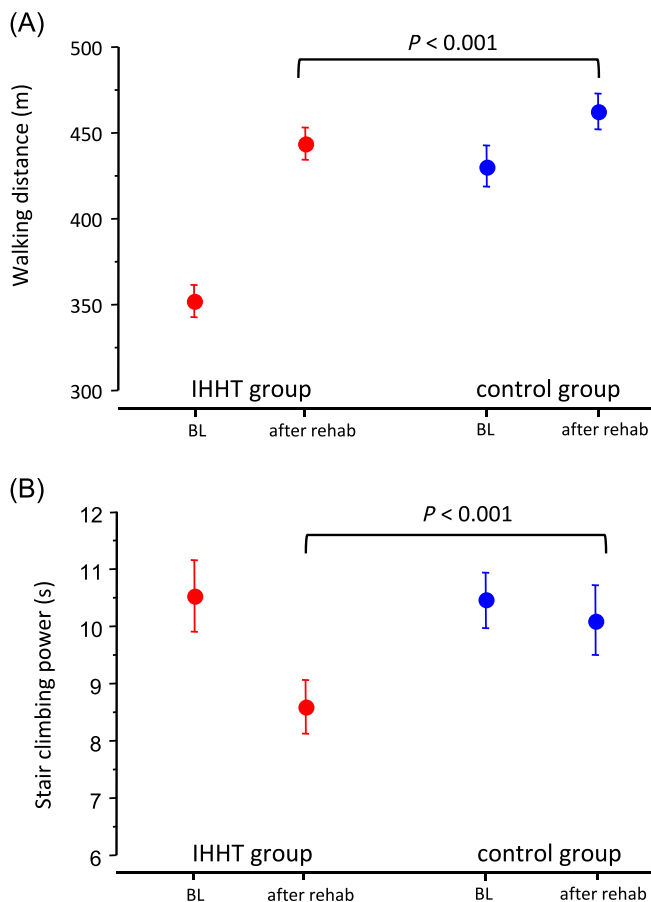 (A)
P < 0.001
Walking distance (m)
500
450
400
350
300
IHHT group control group
BL after rehab BL after rehab
(B)
P < 0.001
Stair climbing power (s)
12
11
10
9
8
7
6
IHHT group control group
BL after rehab BL after rehab